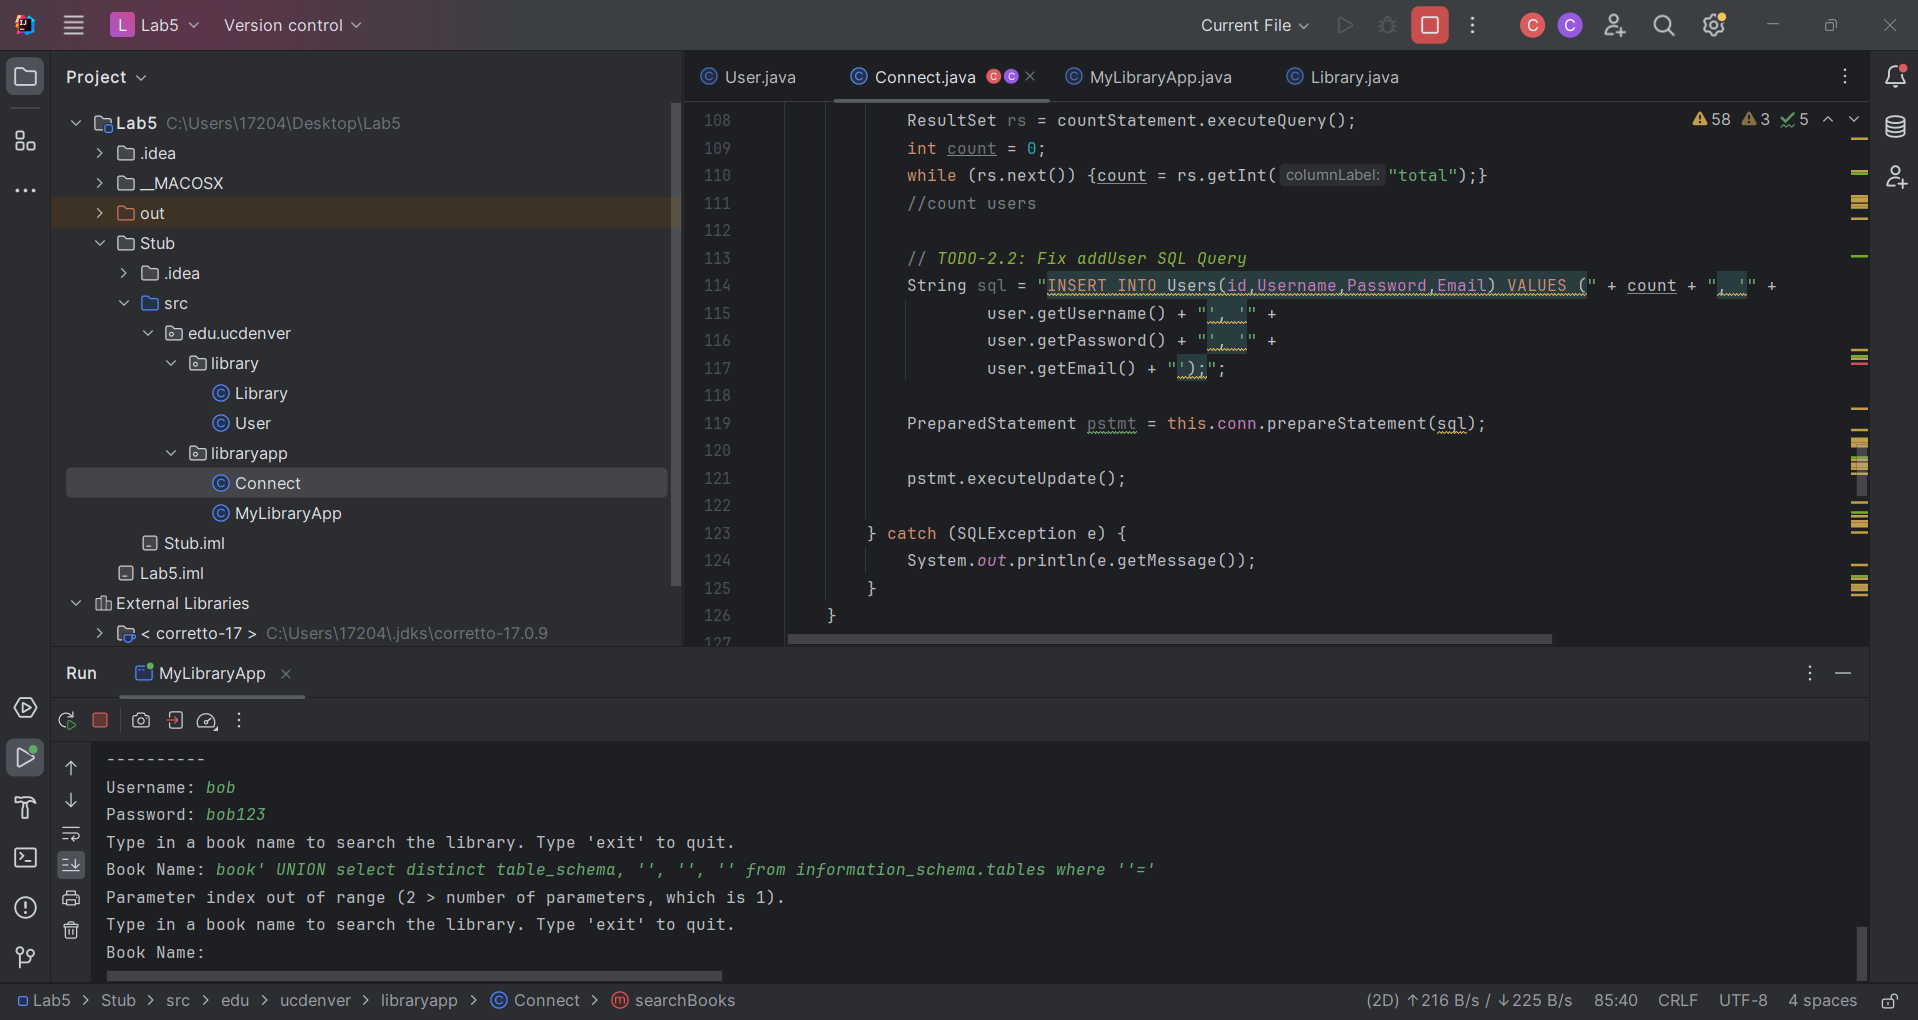 L Lab5 Version control
Current File
C C
Project
Lab5 C:\Users\17204\Desktop\Lab5
.idea
__MACOSX
out
Stub
.idea
src
edu.ucdenver
library
Library
User
libraryapp
Connect
MyLibraryApp
Stub.iml
Lab5.iml
External Libraries
< corretto-17 > C:\Users\17204\.jdks\corretto-17.0.9
User.java Connect.java C C MyLibraryApp.java Library.java
58 3 5
108 ResultSet rs = countStatement.executeQuery();
109 int count = 0;
110 while (rs.next()) {count = rs.getInt( columnLabel: "total");}
111 //count users
112
113 // TODO-2.2: Fix addUser SQL Query
114 String sql = "INSERT INTO Users(id,Username,Password,Email) VALUES (" + count + ", '" +
115 user.getUsername() + "', '" +
116 user.getPassword() + "', '" +
117 user.getEmail() + "');";
118
119 PreparedStatement pstmt = this.conn.prepareStatement(sql);
120
121 pstmt.executeUpdate();
122
123 } catch (SQLException e) {
124 System.out.println(e.getMessage());
125 }
126 }
127
Run MyLibraryApp
----------
Username: bob
Password: bob123
Type in a book name to search the library. Type 'exit' to quit.
Book Name: book' UNION select distinct table_schema, '', '', '' from information_schema.tables where ''='
Parameter index out of range (2 > number of parameters, which is 1).
Type in a book name to search the library. Type 'exit' to quit.
Book Name:
Lab5 > Stub > src > edu > ucdenver > libraryapp > Connect > searchBooks
(2D) ↑216 B/s / ↓225 B/s 85:40 CRLF UTF-8 4 spaces